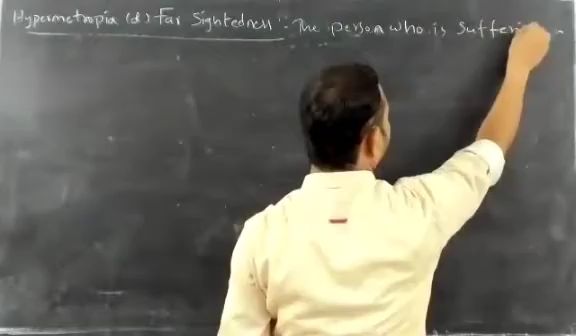 Hypermetropia (d) Far Sightedness : The person who is Suffer